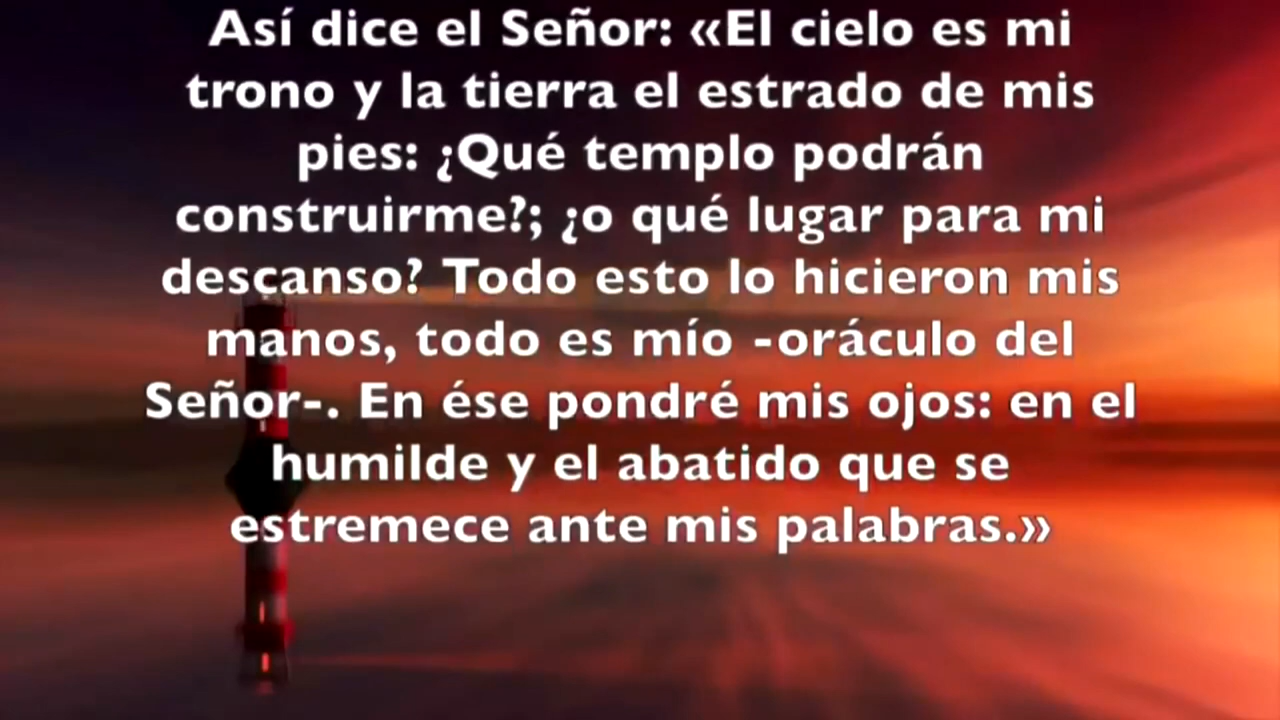 Así dice el Señor: «El cielo es mi
trono y la tierra el estrado de mis
pies: ¿Qué templo podrán
construirme?; ¿o qué lugar para mi
descanso? Todo esto lo hicieron mis
manos, todo es mío -oráculo del
Señor-. En ése pondré mis ojos: en el
humilde y el abatido que se
estremece ante mis palabras.»